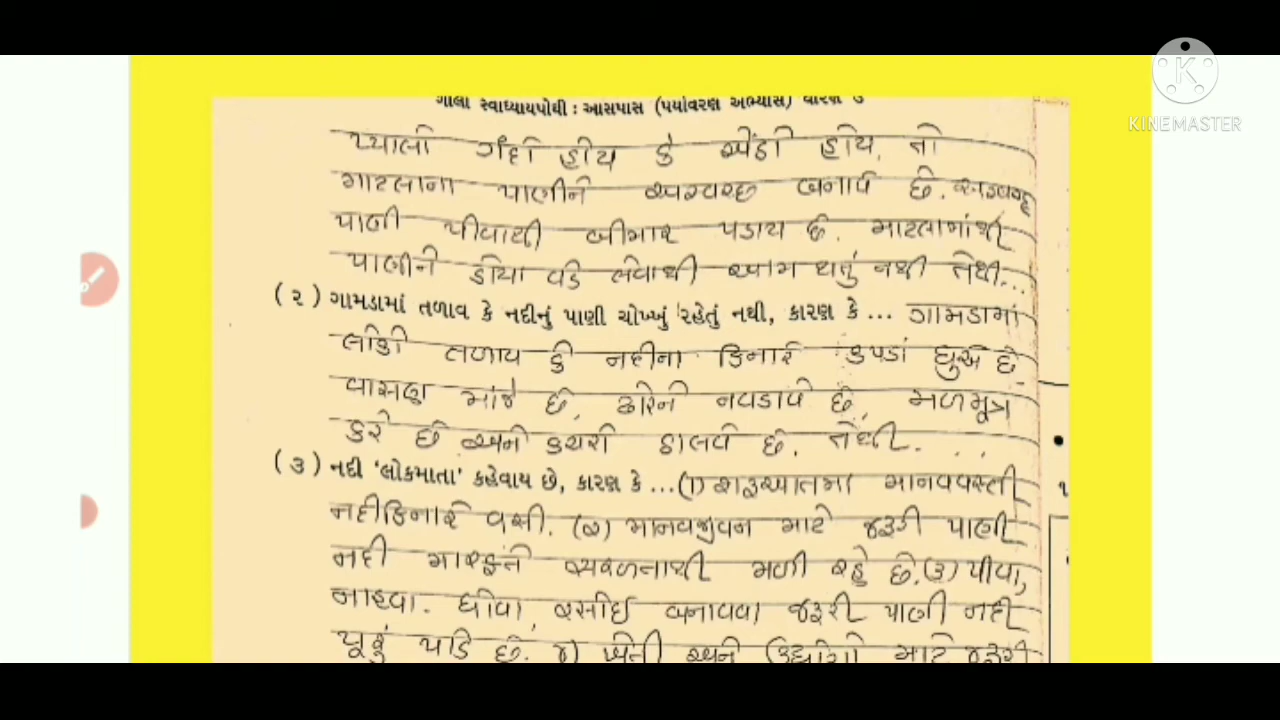 KINEMASTER
ગાલા સ્વાધ્યાયપોથી : આસપાસ (પર્યાવરણ અભ્યાસ) ધોરણ
પ્યાલો ગંદો હોય કે એંઠો હોય, તો
માટલાના પાણીને અસ્વચ્છ બનાવે છે. અસ્વચ્છ
પાણી પીવાથી બીમાર પડાય છે. માટલામાંથી
પાણીને ડોયા વડે લેવાથી આમ થતું નથી તેથી...
(૨) ગામડામાં તળાવ કે નદીનું પાણી ચોખ્ખું રહેતું નથી, કારણ કે ... ગામડામાં
લોકો તળાવ કે નદીના કિનારે કપડાં ધુએ છે
વાસણ માંજે છે, ઢોરને નવડાવે છે, મળમૂત્ર
કરે છે અને કચરો ઠાલવે છે. તેથી. . . .
(૩) નદી 'લોકમાતા' કહેવાય છે, કારણ કે ... (૧) શરૂઆતમા માનવવસ્તી
નદીકિનારે વસી. (૨) માનવજીવન માટે જરૂરી પાણી
નદી મારફતે સરળતાથી મળી રહે છે. (૩) પીવા,
નાહવા. ધોવા, રસોઈ બનાવવા જરૂરી પાણી નદી
પૂરું પાડે છે. ૪) ખેતી અને ઉદ્યોગો માટે જરૂરી